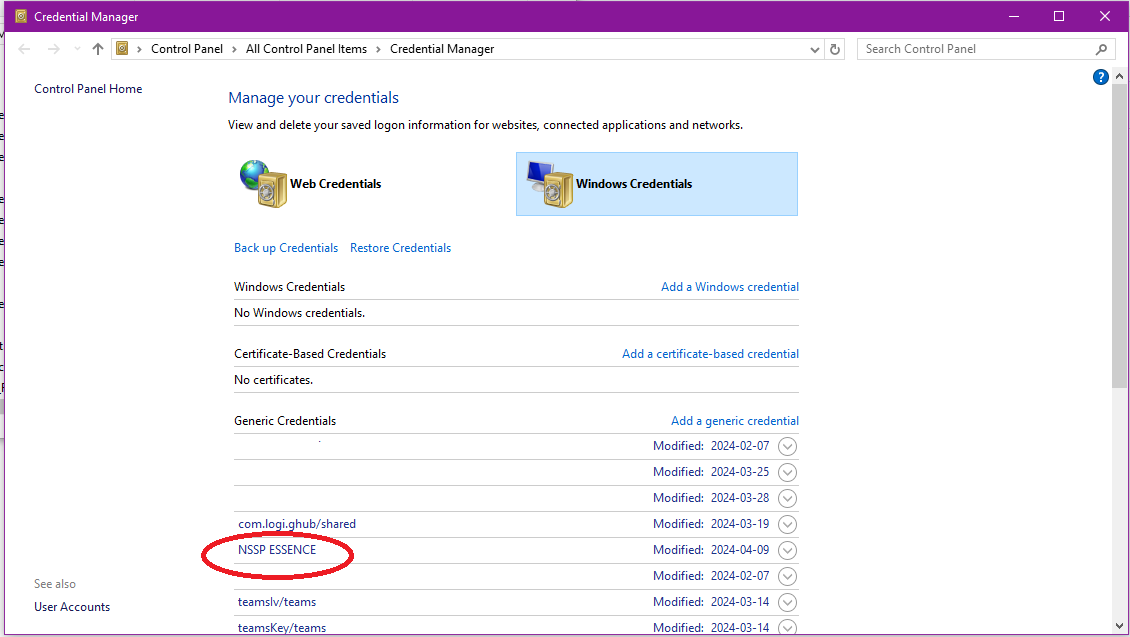 Credential Manager
Control Panel > All Control Panel Items > Credential Manager
Search Control Panel
Control Panel Home
Manage your credentials
View and delete your saved logon information for websites, connected applications and networks.
Web Credentials
Windows Credentials
Back up Credentials Restore Credentials
Windows Credentials Add a Windows credential
No Windows credentials.
Certificate-Based Credentials Add a certificate-based credential
No certificates.
Generic Credentials Add a generic credential
Modified: 2024-02-07
Modified: 2024-03-25
Modified: 2024-03-28
com.logi.ghub/shared Modified: 2024-03-19
NSSP ESSENCE Modified: 2024-04-09
Modified: 2024-02-07
teamslv/teams Modified: 2024-03-14
teamsKey/teams Modified: 2024-03-14
See also
User Accounts